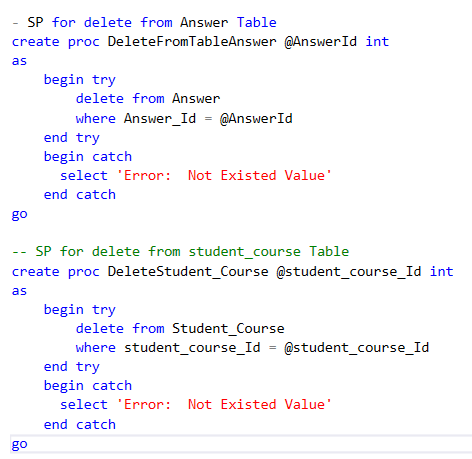 - SP for delete from Answer Table
create proc DeleteFromTableAnswer @AnswerId int
as
    begin try
        delete from Answer
        where Answer_Id = @AnswerId
    end try
    begin catch
      select 'Error:  Not Existed Value'
    end catch
go

-- SP for delete from student_course Table
create proc DeleteStudent_Course @student_course_Id int
as
    begin try
        delete from Student_Course
        where student_course_Id = @student_course_Id
    end try
    begin catch
      select 'Error:  Not Existed Value'
    end catch
go